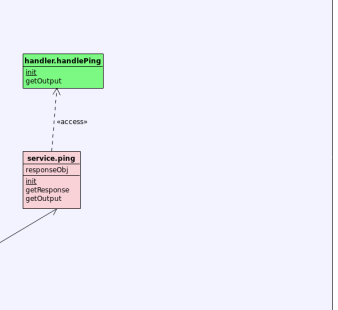 handler.handlePing
init
getOutput
«access»
service.ping
responseObj
init
getResponse
getOutput